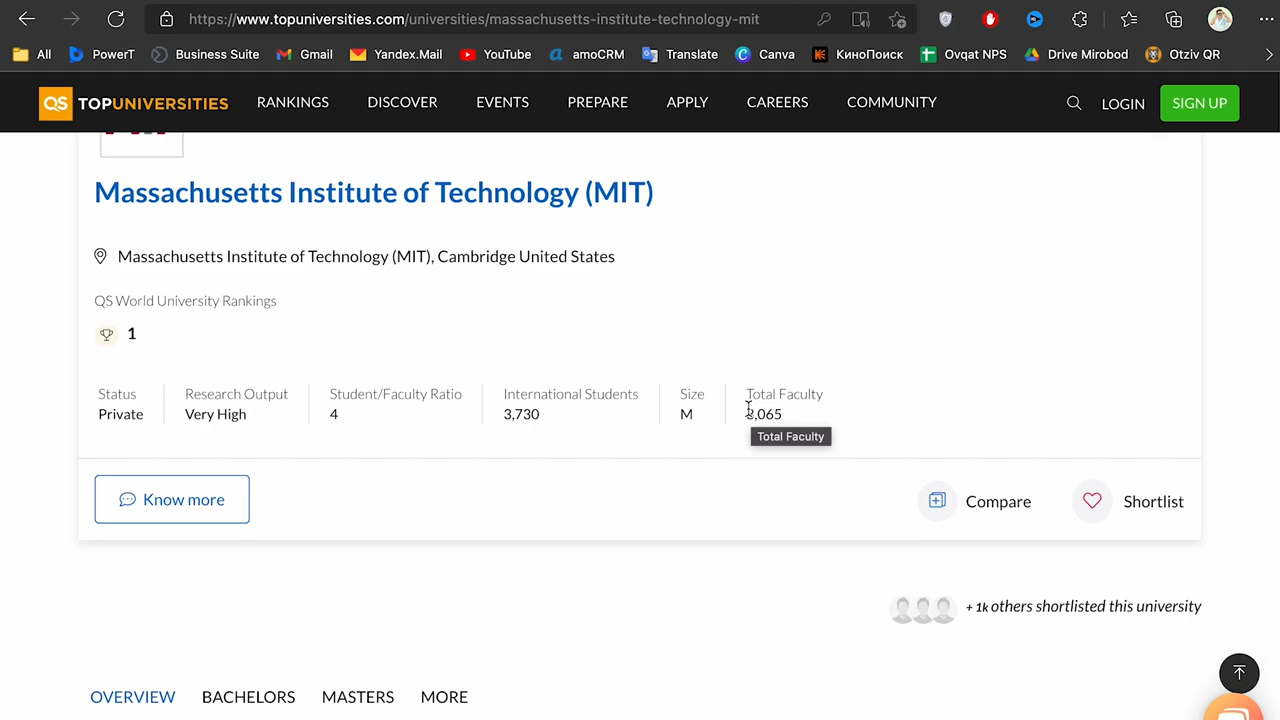 https://www.topuniversities.com/universities/massachusetts-institute-technology-mit
All PowerT Business Suite Gmail Yandex.Mail YouTube amoCRM Translate Canva КиноПоиск Ovqat NPS Drive Mirobod Otziv QR
QS TOPUNIVERSITIES RANKINGS DISCOVER EVENTS PREPARE APPLY CAREERS COMMUNITY LOGIN SIGN UP
Massachusetts Institute of Technology (MIT)
Massachusetts Institute of Technology (MIT), Cambridge United States
QS World University Rankings
1
Status Research Output Student/Faculty Ratio International Students Size Total Faculty
Private Very High 4 3,730 M 3,065
Total Faculty
Know more Compare Shortlist
+ 1k others shortlisted this university
OVERVIEW BACHELORS MASTERS MORE